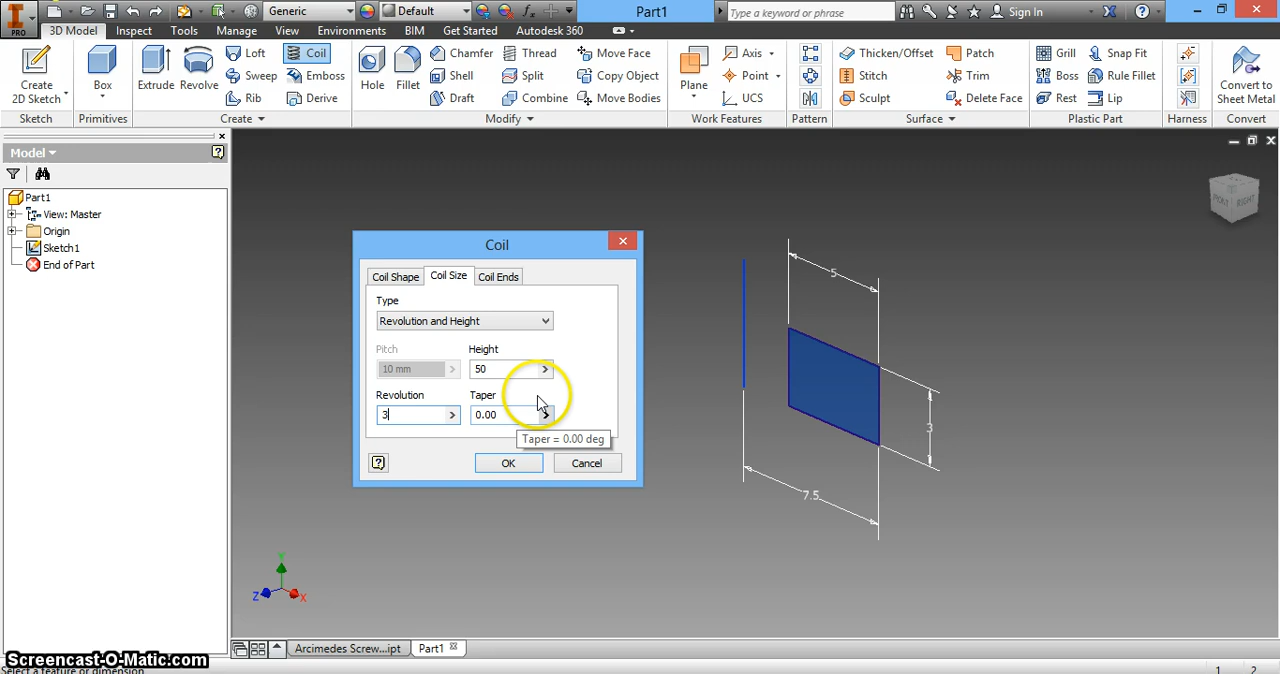 Generic
Default
Part1
Type a keyword or phrase
Sign In
PRO
3D Model
Inspect
Tools
Manage
View
Environments
BIM
Get Started
Autodesk 360
Create
2D Sketch
Sketch
Box
Primitives
Extrude
Revolve
Loft
Sweep
Rib
Coil
Emboss
Derive
Create
Hole
Fillet
Chamfer
Shell
Draft
Thread
Split
Combine
Move Face
Copy Object
Move Bodies
Modify
Plane
Axis
Point
UCS
Work Features
Pattern
Thicken/Offset
Stitch
Sculpt
Patch
Trim
Delete Face
Surface
Grill
Boss
Rest
Snap Fit
Rule Fillet
Lip
Plastic Part
Harness
Convert to
Sheet Metal
Convert
Model
Part1
View: Master
Origin
Sketch1
End of Part
Coil
Coil Shape
Coil Size
Coil Ends
Type
Revolution and Height
Pitch
Height
10 mm
50
Revolution
Taper
3
0.00
Taper = 0.00 deg
OK
Cancel
5
3
7.5
RIGHT
Y
Z
X
Arcimedes Screw...ipt
Part1
Screencast-O-Matic.com
Select a feature or dimension
1
2